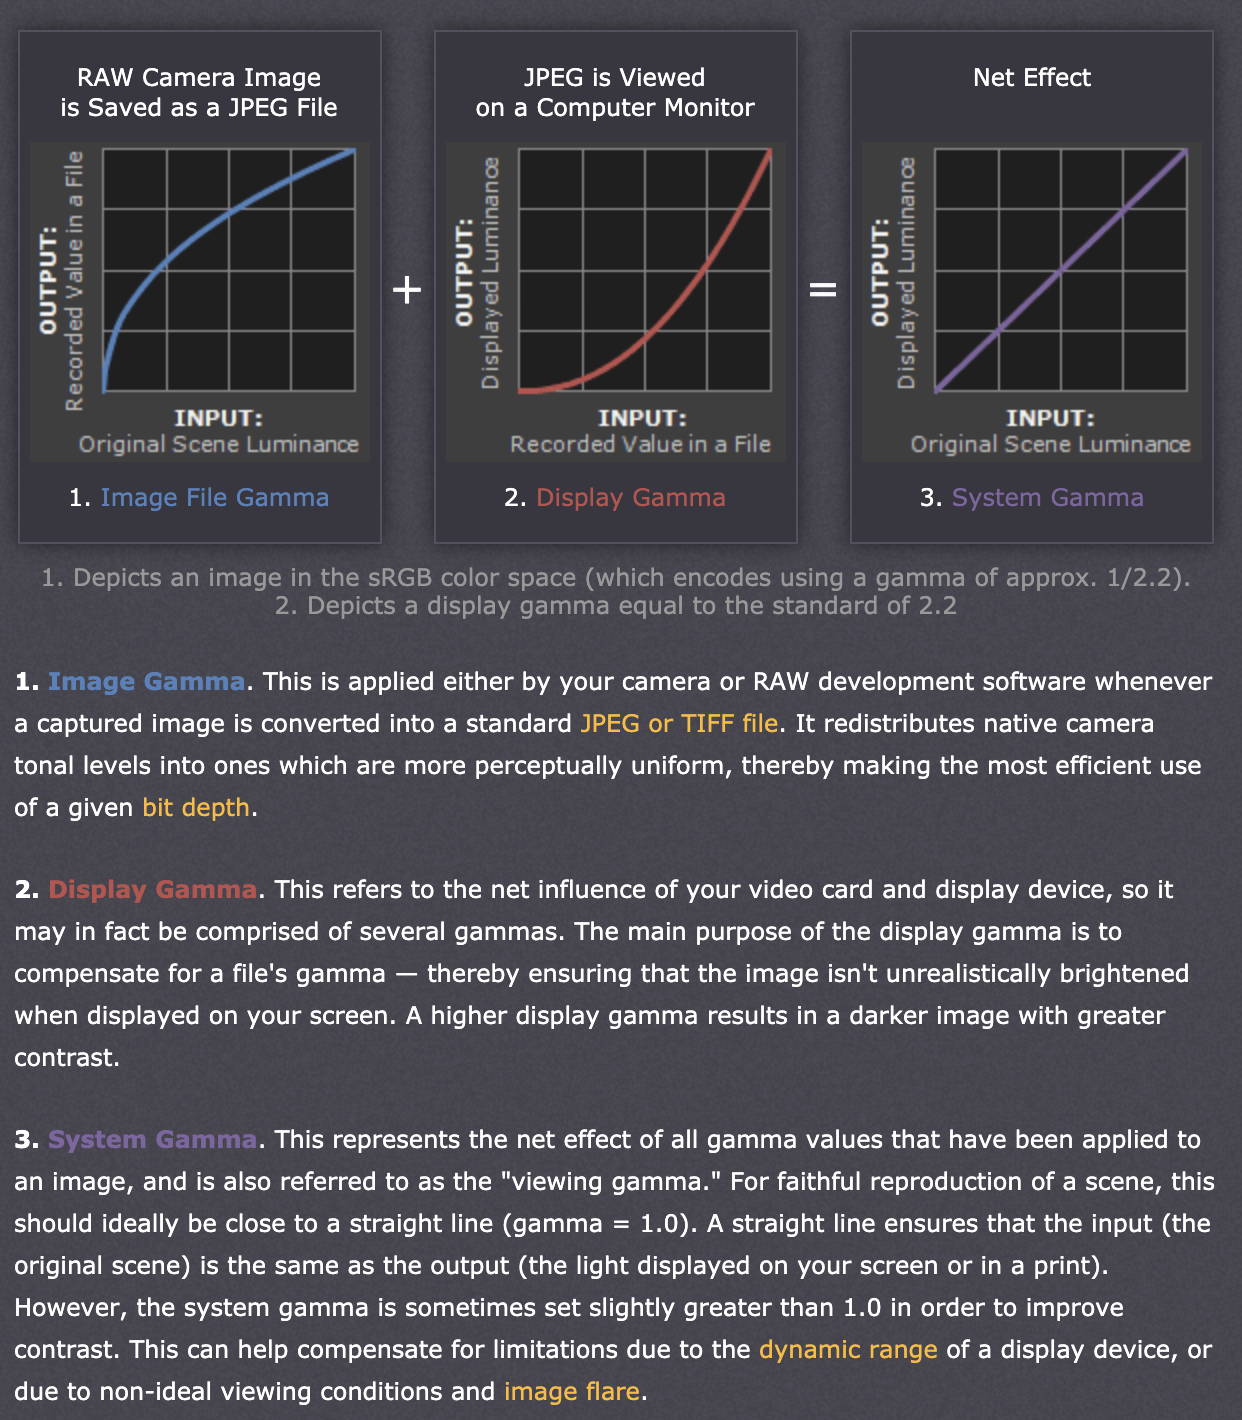 RAW Camera Image
is Saved as a JPEG File
OUTPUT:
Recorded Value in a File
INPUT:
Original Scene Luminance
1. Image File Gamma
+
JPEG is Viewed
on a Computer Monitor
OUTPUT:
Displayed Luminance
INPUT:
Recorded Value in a File
2. Display Gamma
=
Net Effect
OUTPUT:
Displayed Luminance
INPUT:
Original Scene Luminance
3. System Gamma
1. Depicts an image in the sRGB color space (which encodes using a gamma of approx. 1/2.2).
2. Depicts a display gamma equal to the standard of 2.2
1. Image Gamma. This is applied either by your camera or RAW development software whenever
a captured image is converted into a standard JPEG or TIFF file. It redistributes native camera
tonal levels into ones which are more perceptually uniform, thereby making the most efficient use
of a given bit depth.
2. Display Gamma. This refers to the net influence of your video card and display device, so it
may in fact be comprised of several gammas. The main purpose of the display gamma is to
compensate for a file's gamma — thereby ensuring that the image isn't unrealistically brightened
when displayed on your screen. A higher display gamma results in a darker image with greater
contrast.
3. System Gamma. This represents the net effect of all gamma values that have been applied to
an image, and is also referred to as the "viewing gamma." For faithful reproduction of a scene, this
should ideally be close to a straight line (gamma = 1.0). A straight line ensures that the input (the
original scene) is the same as the output (the light displayed on your screen or in a print).
However, the system gamma is sometimes set slightly greater than 1.0 in order to improve
contrast. This can help compensate for limitations due to the dynamic range of a display device, or
due to non-ideal viewing conditions and image flare.